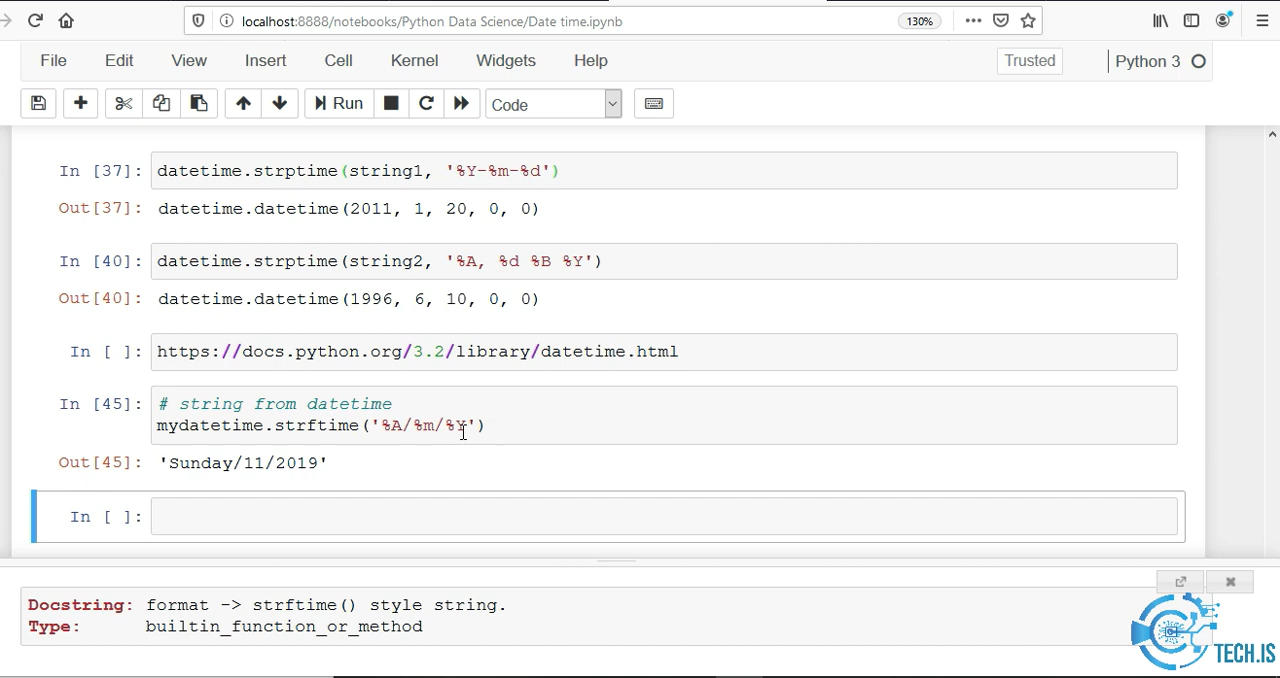 localhost:8888/notebooks/Python Data Science/Date time.ipynb 130%
File Edit View Insert Cell Kernel Widgets Help Trusted Python 3
Run Code
In [37]: datetime.strptime(string1, '%Y-%m-%d')
Out[37]: datetime.datetime(2011, 1, 20, 0, 0)
In [40]: datetime.strptime(string2, '%A, %d %B %Y')
Out[40]: datetime.datetime(1996, 6, 10, 0, 0)
In [ ]: https://docs.python.org/3.2/library/datetime.html
In [45]: # string from datetime
mydatetime.strftime('%A/%m/%Y')
Out[45]: 'Sunday/11/2019'
In [ ]:
Docstring: format -> strftime() style string.
Type: builtin_function_or_method
TECH.IS